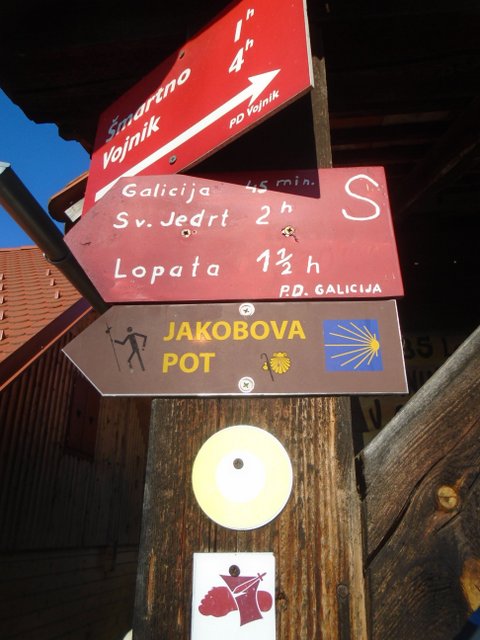 Šmartno 1h
Vojnik 4h
PD Vojnik
Galicija 45 min.
Sv. Jedrt 2h
Lopata 1½ h
S
P.D. GALICIJA
JAKOBOVA
POT